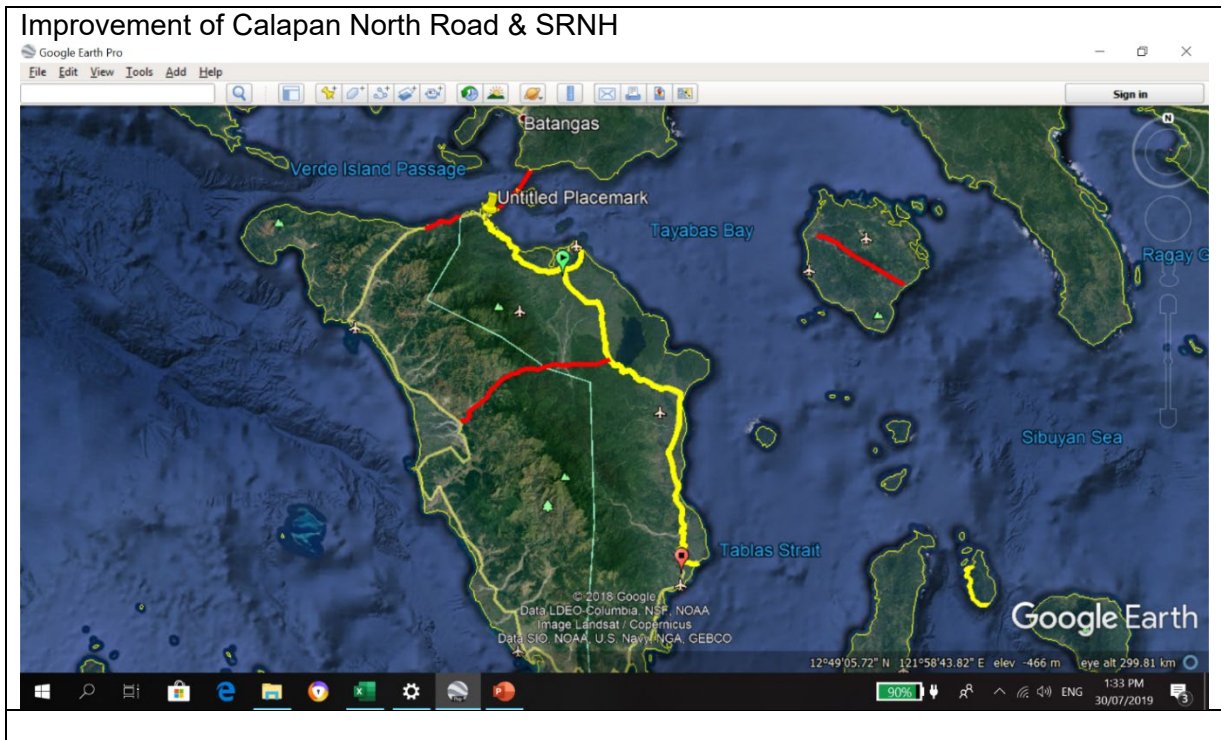 Improvement of Calapan North Road & SRNH
Google Earth Pro
File Edit View Tools Add Help
Sign in
N
Batangas
Verde Island Passage
Untitled Placemark
Tayabas Bay
Ragay G
Sibuyan Sea
Tablas Strait
© 2018 Google
Data LDEO-Columbia, NSF, NOAA
Image Landsat / Copernicus
Data SIO, NOAA, U.S. Navy, NGA, GEBCO
Google Earth
12°49'05.72" N 121°58'43.82" E elev -466 m eye alt 299.81 km
90% ENG 1:33 PM
30/07/2019
3